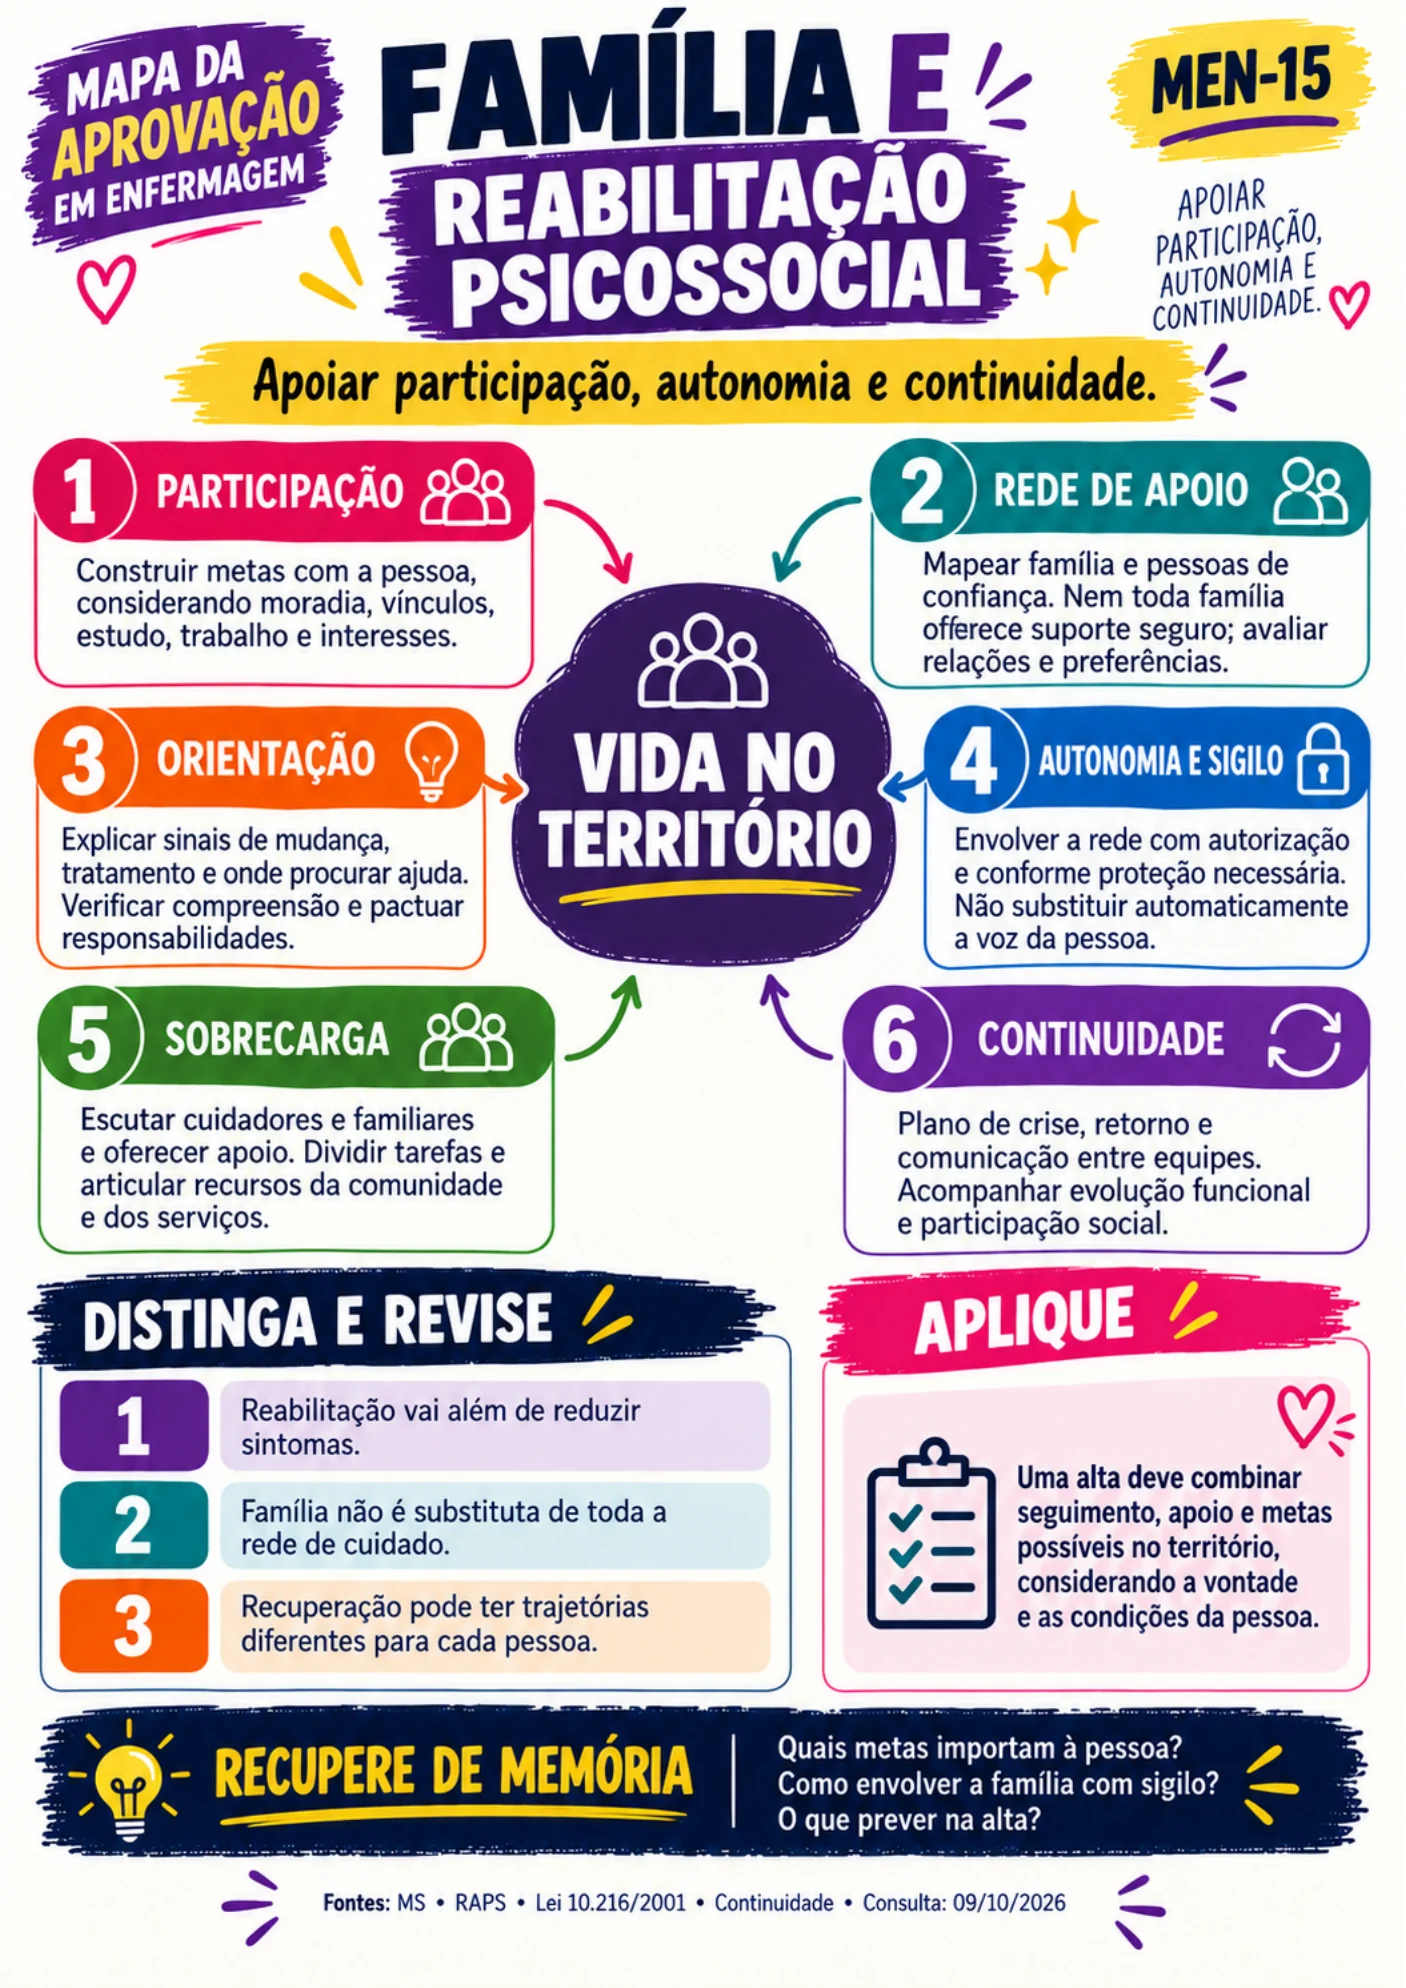 MAPA DA
APROVAÇÃO
EM ENFERMAGEM
FAMÍLIA E
REABILITAÇÃO
PSICOSSOCIAL
MEN-15
APOIAR
PARTICIPAÇÃO,
AUTONOMIA E
CONTINUIDADE.
Apoiar participação, autonomia e continuidade.
1 PARTICIPAÇÃO
Construir metas com a pessoa,
considerando moradia, vínculos,
estudo, trabalho e interesses.
2 REDE DE APOIO
Mapear família e pessoas de
confiança. Nem toda família
oferece suporte seguro; avaliar
relações e preferências.
VIDA NO
TERRITÓRIO
3 ORIENTAÇÃO
Explicar sinais de mudança,
tratamento e onde procurar ajuda.
Verificar compreensão e pactuar
responsabilidades.
4 AUTONOMIA E SIGILO
Envolver a rede com autorização
e conforme proteção necessária.
Não substituir automaticamente
a voz da pessoa.
5 SOBRECARGA
Escutar cuidadores e familiares
e oferecer apoio. Dividir tarefas e
articular recursos da comunidade
e dos serviços.
6 CONTINUIDADE
Plano de crise, retorno e
comunicação entre equipes.
Acompanhar evolução funcional
e participação social.
DISTINGA E REVISE
1 Reabilitação vai além de reduzir
sintomas.
2 Família não é substituta de toda a
rede de cuidado.
3 Recuperação pode ter trajetórias
diferentes para cada pessoa.
APLIQUE
Uma alta deve combinar
seguimento, apoio e metas
possíveis no território,
considerando a vontade
e as condições da pessoa.
RECUPERE DE MEMÓRIA
Quais metas importam à pessoa?
Como envolver a família com sigilo?
O que prever na alta?
Fontes: MS • RAPS • Lei 10.216/2001 • Continuidade • Consulta: 09/10/2026